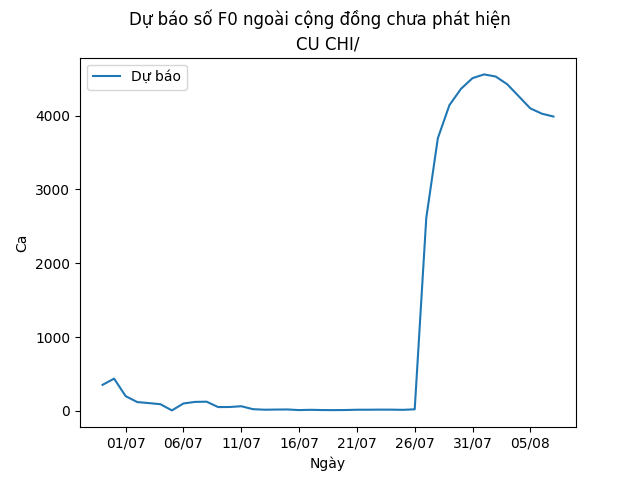 Dự báo số F0 ngoài cộng đồng chưa phát hiện
CU CHI/
Dự báo
4000
3000
2000
1000
0
Ca
01/07 06/07 11/07 16/07 21/07 26/07 31/07 05/08
Ngày